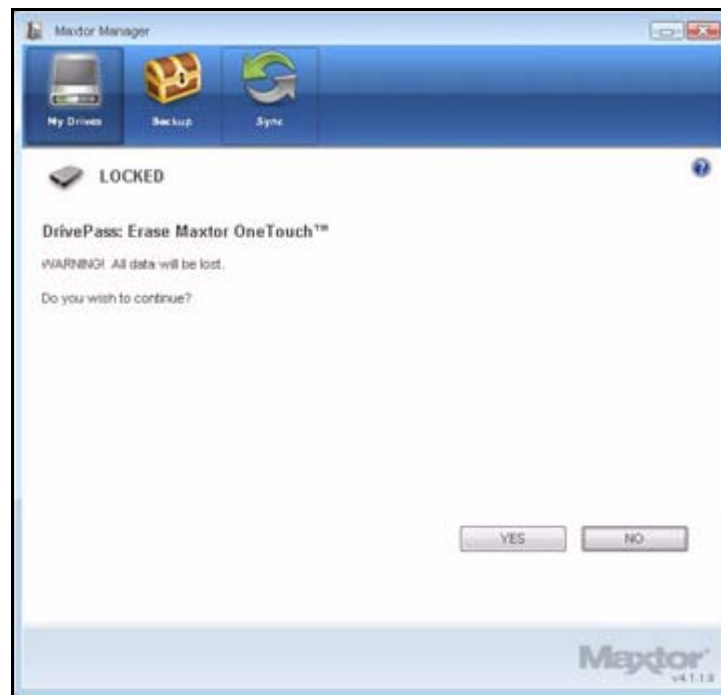 Maxtor Manager
My Drives Backup Sync
LOCKED
DrivePass: Erase Maxtor OneTouch™
WARNING! All data will be lost.
Do you wish to continue?
YES NO
Maxtor